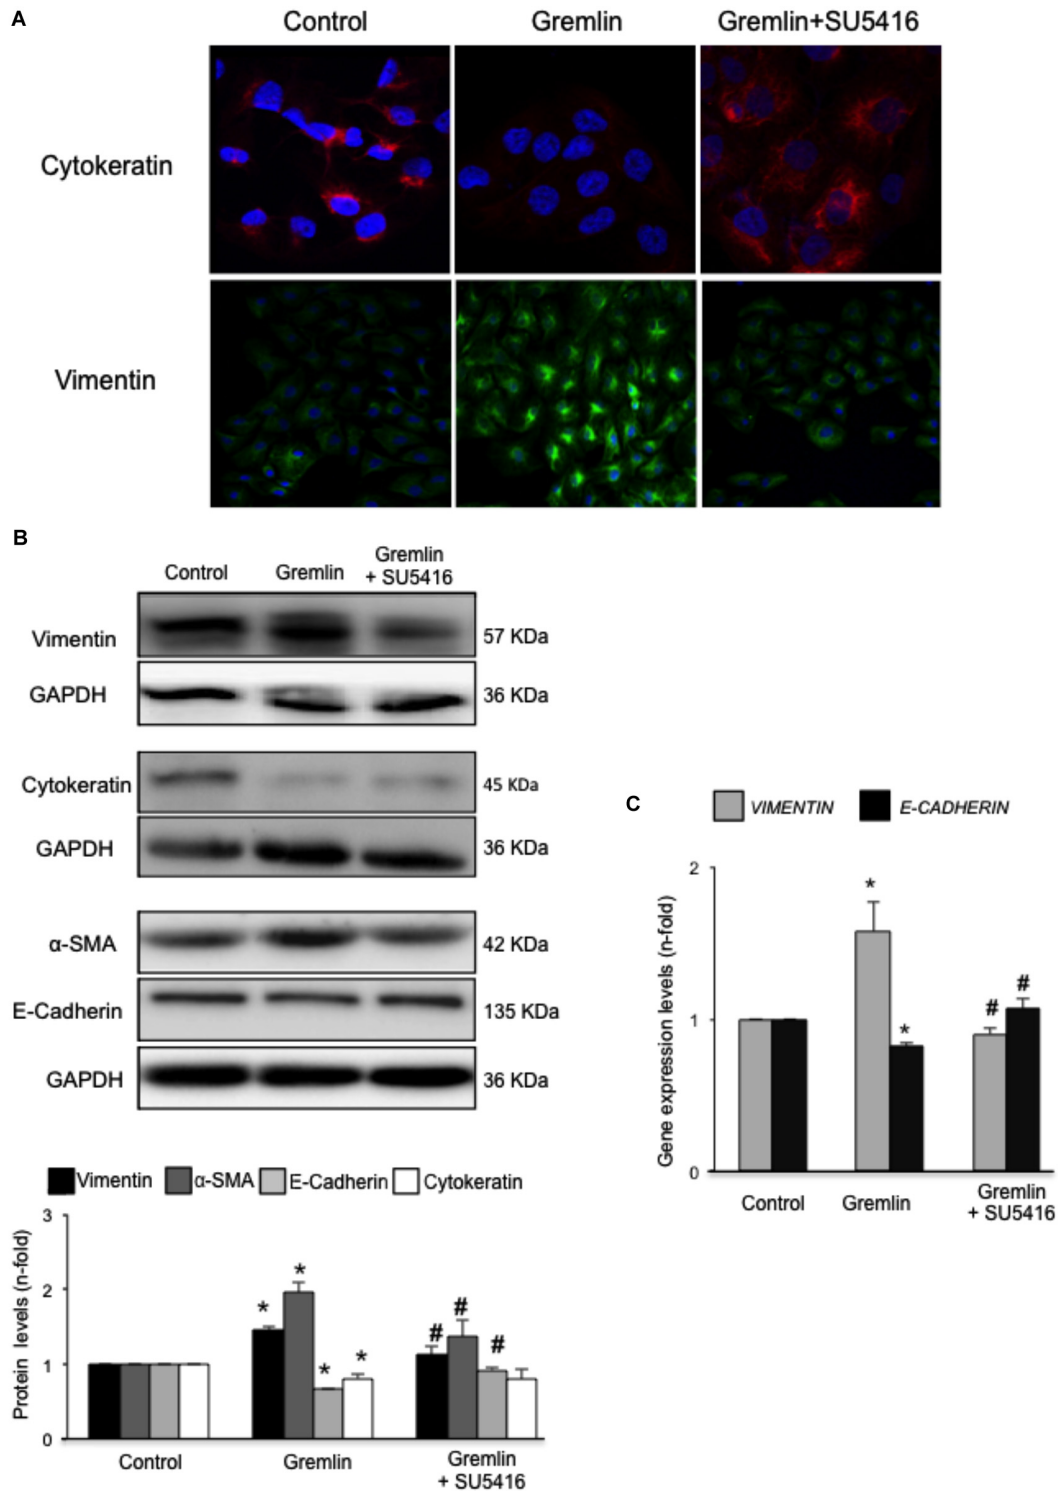 A
Control Gremlin Gremlin+SU5416
Cytokeratin
Vimentin
B
Control Gremlin Gremlin
+ SU5416
Vimentin 57 KDa
GAPDH 36 KDa
Cytokeratin 45 KDa
GAPDH 36 KDa
α-SMA 42 KDa
E-Cadherin 135 KDa
GAPDH 36 KDa
Vimentin α-SMA E-Cadherin Cytokeratin
Protein levels (n-fold)
3
2
1
0
* * * *
# # #
Control Gremlin Gremlin
+ SU5416
C
VIMENTIN E-CADHERIN
Gene expression levels (n-fold)
2
1
0
* *
# #
Control Gremlin Gremlin
+ SU5416